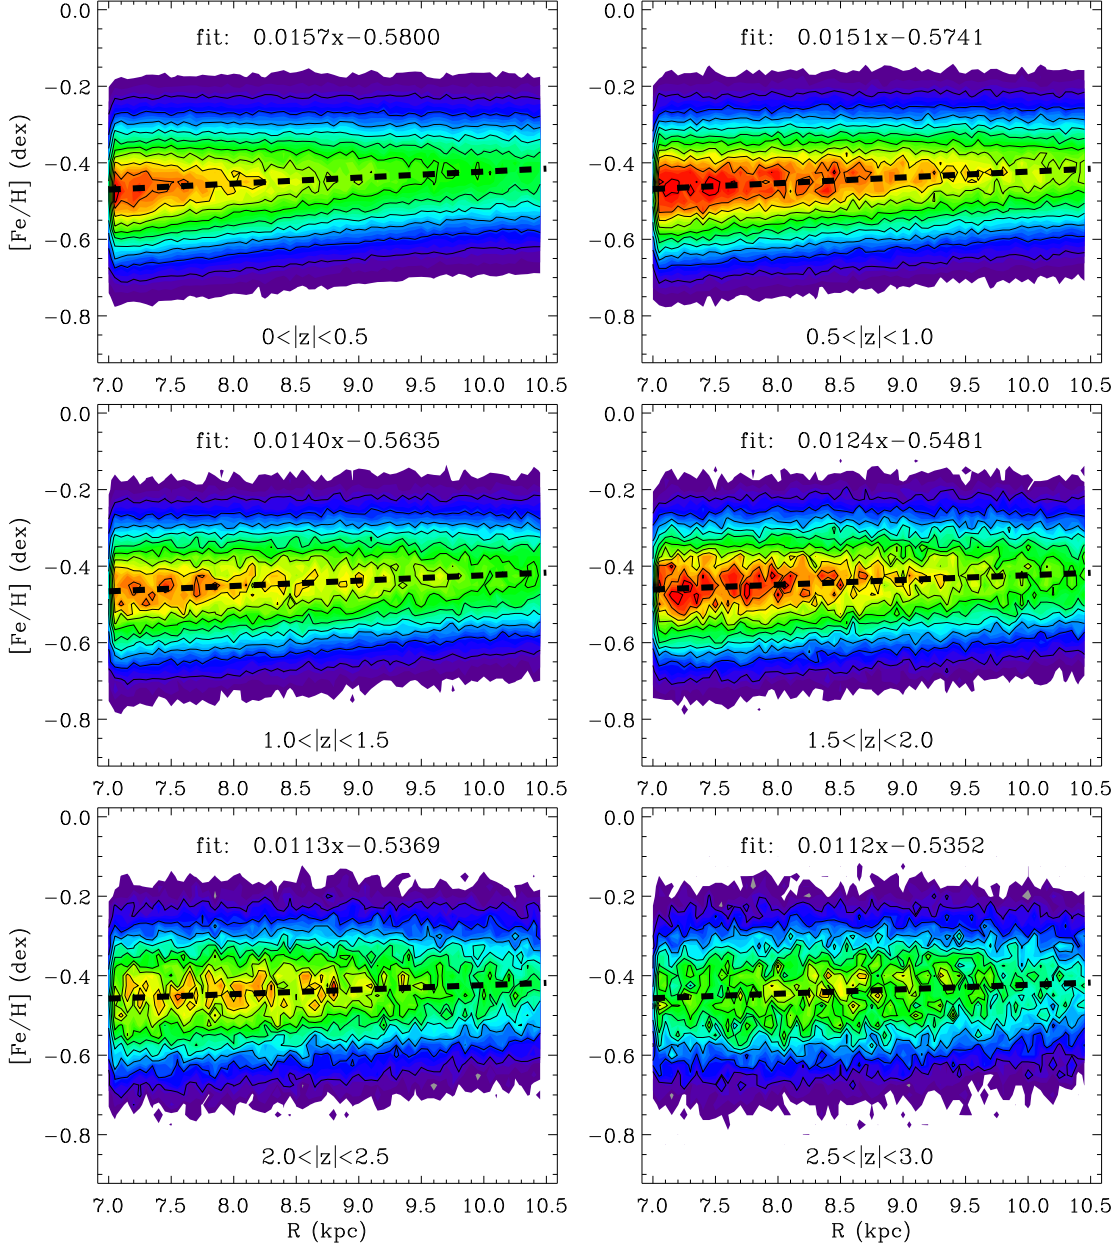 fit: 0.0157x−0.5800
fit: 0.0151x−0.5741
0.0
−0.2
−0.4
−0.6
−0.8
[Fe/H] (dex)
0.0
−0.2
−0.4
−0.6
−0.8
0<|z|<0.5
0.5<|z|<1.0
7.0 7.5 8.0 8.5 9.0 9.5 10.0 10.5
7.0 7.5 8.0 8.5 9.0 9.5 10.0 10.5
fit: 0.0140x−0.5635
fit: 0.0124x−0.5481
0.0
−0.2
−0.4
−0.6
−0.8
[Fe/H] (dex)
0.0
−0.2
−0.4
−0.6
−0.8
1.0<|z|<1.5
1.5<|z|<2.0
7.0 7.5 8.0 8.5 9.0 9.5 10.0 10.5
7.0 7.5 8.0 8.5 9.0 9.5 10.0 10.5
fit: 0.0113x−0.5369
fit: 0.0112x−0.5352
0.0
−0.2
−0.4
−0.6
−0.8
[Fe/H] (dex)
0.0
−0.2
−0.4
−0.6
−0.8
2.0<|z|<2.5
2.5<|z|<3.0
7.0 7.5 8.0 8.5 9.0 9.5 10.0 10.5
7.0 7.5 8.0 8.5 9.0 9.5 10.0 10.5
R (kpc)
R (kpc)